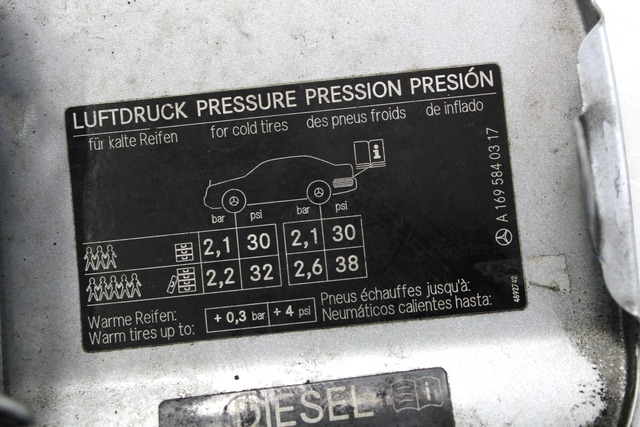 LUFTDRUCK PRESSURE PRESSION PRESIÓN
für kalte Reifen for cold tires des pneus froids de inflado
i
bar psi bar psi
2,1 30 2,1 30
2,2 32 2,6 38
Warme Reifen: Pneus échauffes jusqu'à:
Warm tires up to: +0,3 bar +4 psi Neumáticos calientes hasta:
A 169 584 03 17
4892742
DIESEL i